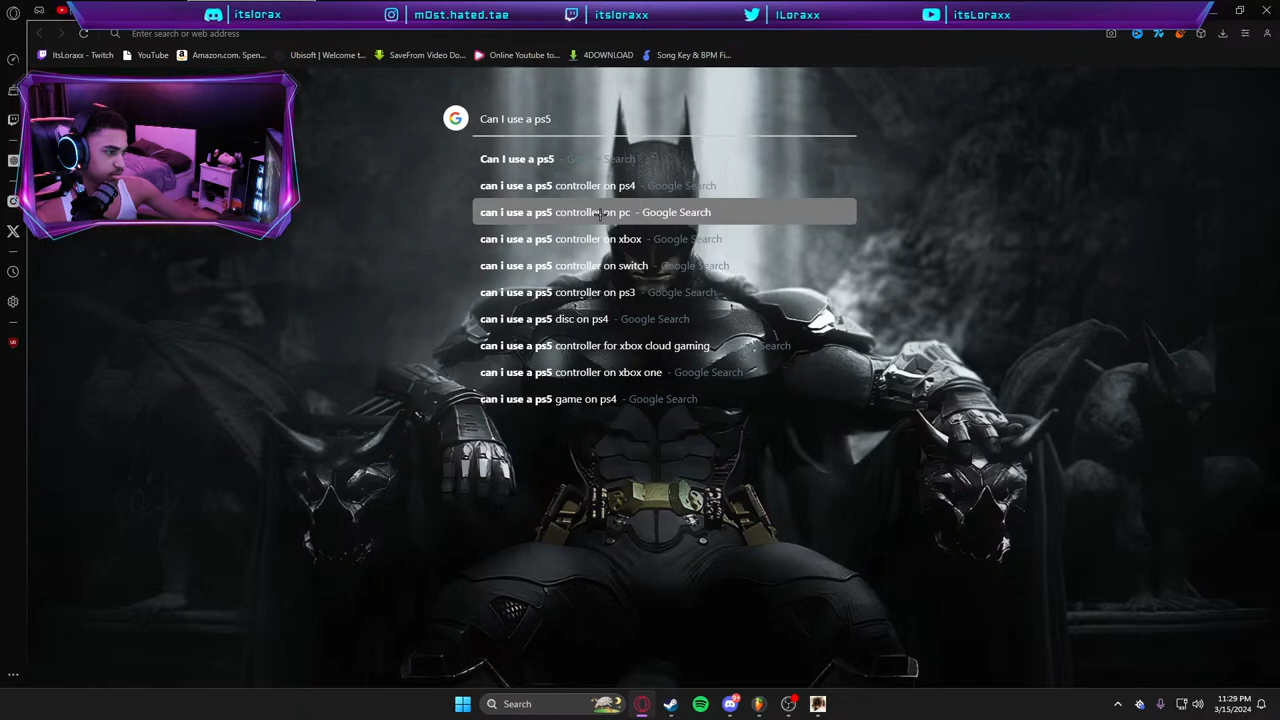 itslorax
m0st.hated.tae
itsloraxx
ILoraxx
itsLoraxx
Enter search or web address
ItsLoraxx - Twitch
YouTube
Amazon.com. Spen...
Ubisoft | Welcome t...
SaveFrom Video Do...
Online Youtube to...
4DOWNLOAD
Song Key & BPM Fi...
Can I use a ps5
Can I use a ps5 - Google Search
can i use a ps5 controller on ps4 - Google Search
can i use a ps5 controller on pc - Google Search
can i use a ps5 controller on xbox - Google Search
can i use a ps5 controller on switch - Google Search
can i use a ps5 controller on ps3 - Google Search
can i use a ps5 disc on ps4 - Google Search
can i use a ps5 controller for xbox cloud gaming - Google Search
can i use a ps5 controller on xbox one - Google Search
can i use a ps5 game on ps4 - Google Search
Search
11:29 PM
3/15/2024